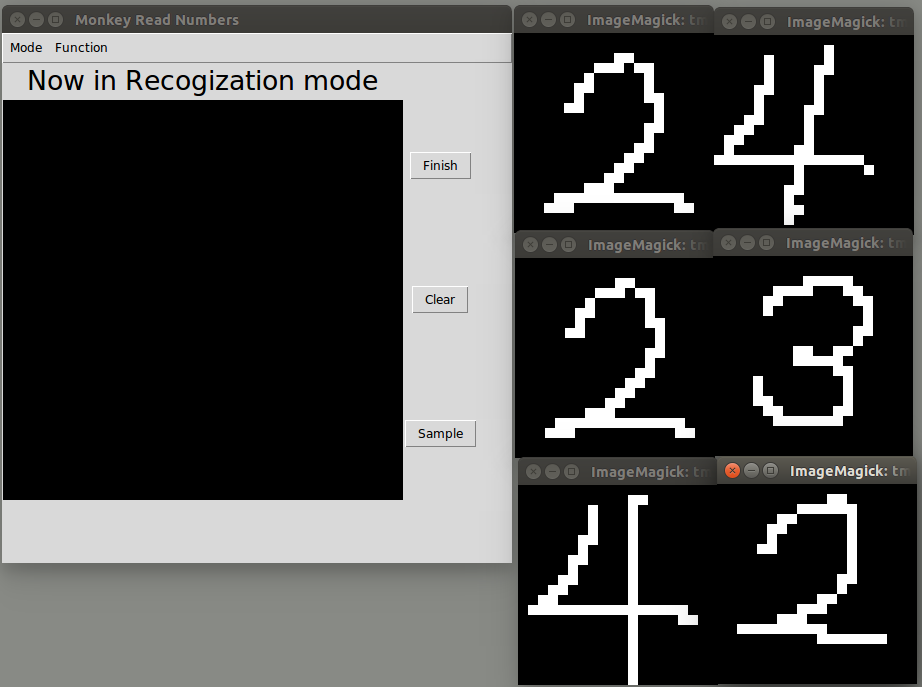 Monkey Read Numbers
Mode Function
Now in Recogization mode
Finish
Clear
Sample
ImageMagick: tm
2
ImageMagick: tm
4
ImageMagick: tm
2
ImageMagick: tm
3
ImageMagick: tm
4
ImageMagick: tm
2